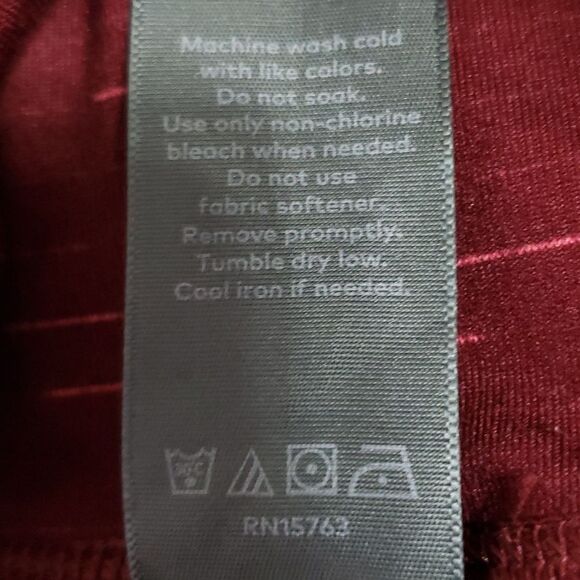 Machine wash cold
with like colors.
Do not soak.
Use only non-chlorine
bleach when needed.
Do not use
fabric softener.
Remove promptly.
Tumble dry low.
Cool iron if needed.
30°C
RN15763